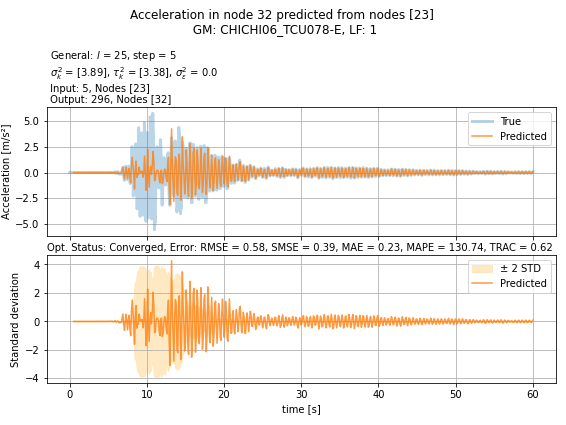 Acceleration in node 32 predicted from nodes [23]
GM: CHICHI06_TCU078-E, LF: 1
General: l = 25, step = 5
σ²ₖ = [3.89], τ²ₖ = [3.38], σ²ε = 0.0
Input: 5, Nodes [23]
Output: 296, Nodes [32]
Acceleration [m/s²]
5.0
2.5
0.0
−2.5
−5.0
True
Predicted
Opt. Status: Converged, Error: RMSE = 0.58, SMSE = 0.39, MAE = 0.23, MAPE = 130.74, TRAC = 0.62
Standard deviation
4
2
0
−2
−4
± 2 STD
Predicted
0 10 20 30 40 50 60
time [s]